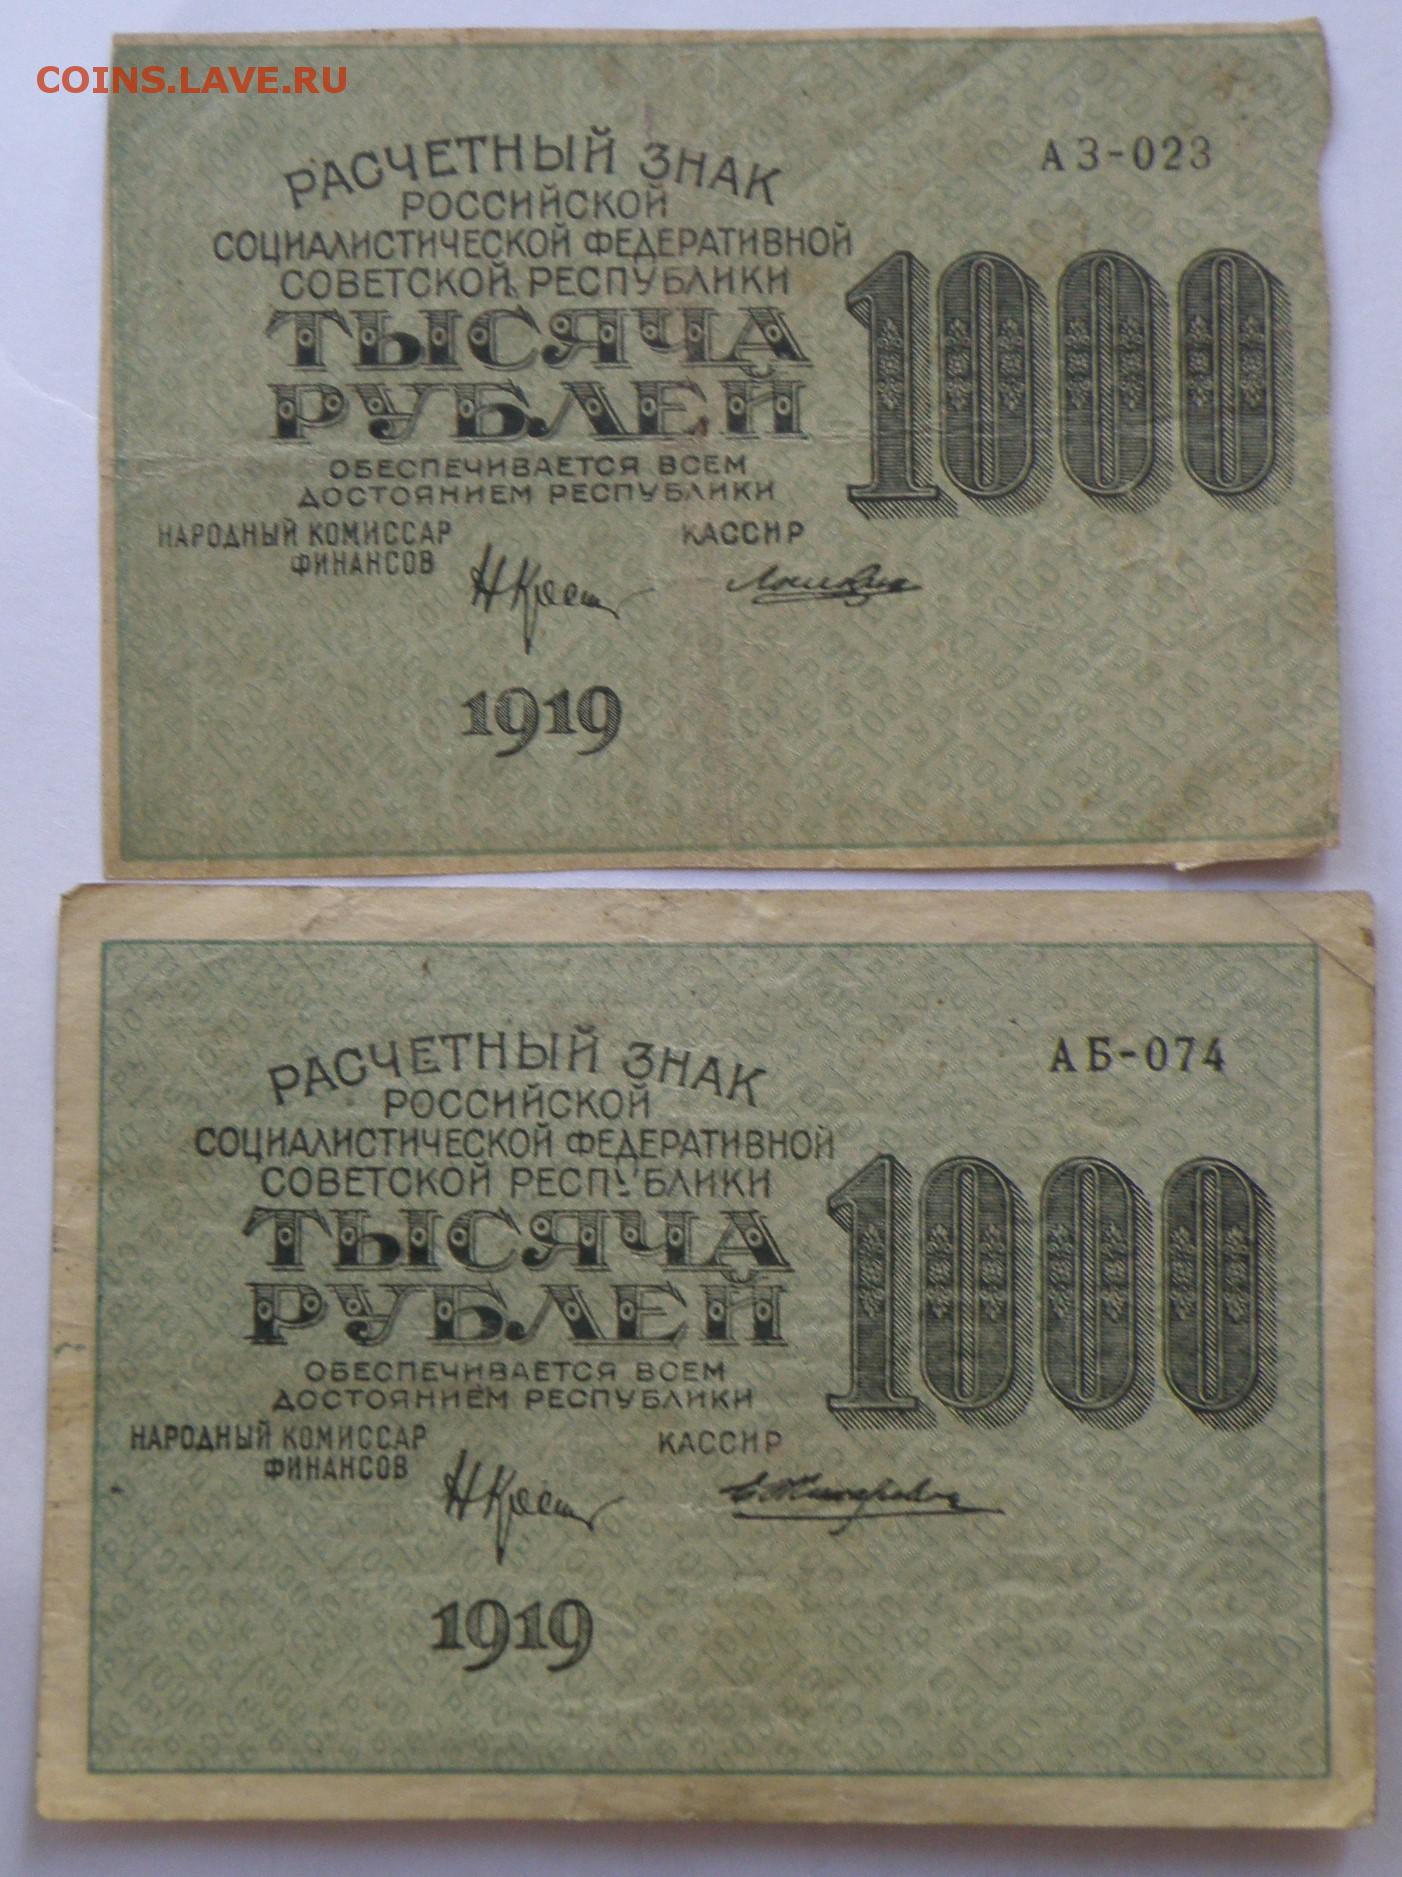 COINS.LAVE.RU
РАСЧЕТНЫЙ ЗНАК
АЗ-023
РОССИЙСКОЙ
СОЦИАЛИСТИЧЕСКОЙ ФЕДЕРАТИВНОЙ
СОВЕТСКОЙ РЕСПУБЛИКИ
ТЫСЯЧА
РУБЛЕЙ
1000
ОБЕСПЕЧИВАЕТСЯ ВСЕМ
ДОСТОЯНИЕМ РЕСПУБЛИКИ
НАРОДНЫЙ КОМИССАР
ФИНАНСОВ
КАССИР
1919
РАСЧЕТНЫЙ ЗНАК
АБ-074
РОССИЙСКОЙ
СОЦИАЛИСТИЧЕСКОЙ ФЕДЕРАТИВНОЙ
СОВЕТСКОЙ РЕСПУБЛИКИ
ТЫСЯЧА
РУБЛЕЙ
1000
ОБЕСПЕЧИВАЕТСЯ ВСЕМ
ДОСТОЯНИЕМ РЕСПУБЛИКИ
НАРОДНЫЙ КОМИССАР
ФИНАНСОВ
КАССИР
1919